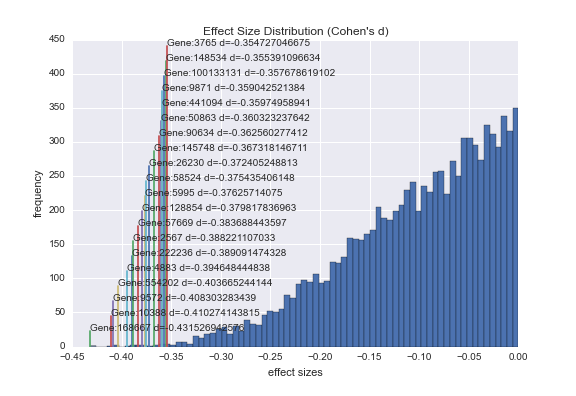 Effect Size Distribution (Cohen's d)
450
400
350
300
250
200
150
100
50
0
frequency
Gene:3765 d=-0.354727046675
Gene:148534 d=-0.355391096634
Gene:100133131 d=-0.357678619102
Gene:9871 d=-0.359042521384
Gene:441094 d=-0.35974958941
Gene:50863 d=-0.360323237642
Gene:90634 d=-0.362560277412
Gene:145748 d=-0.367318146711
Gene:26230 d=-0.372405248813
Gene:58524 d=-0.375435406148
Gene:5995 d=-0.37625714075
Gene:128854 d=-0.379817836963
Gene:57669 d=-0.383688443597
Gene:2567 d=-0.388221107033
Gene:222236 d=-0.389091474328
Gene:4883 d=-0.394648444838
Gene:554202 d=-0.403665244144
Gene:9572 d=-0.408303283439
Gene:10388 d=-0.410274143815
Gene:168667 d=-0.431526942576
−0.45 −0.40 −0.35 −0.30 −0.25 −0.20 −0.15 −0.10 −0.05 0.00
effect sizes